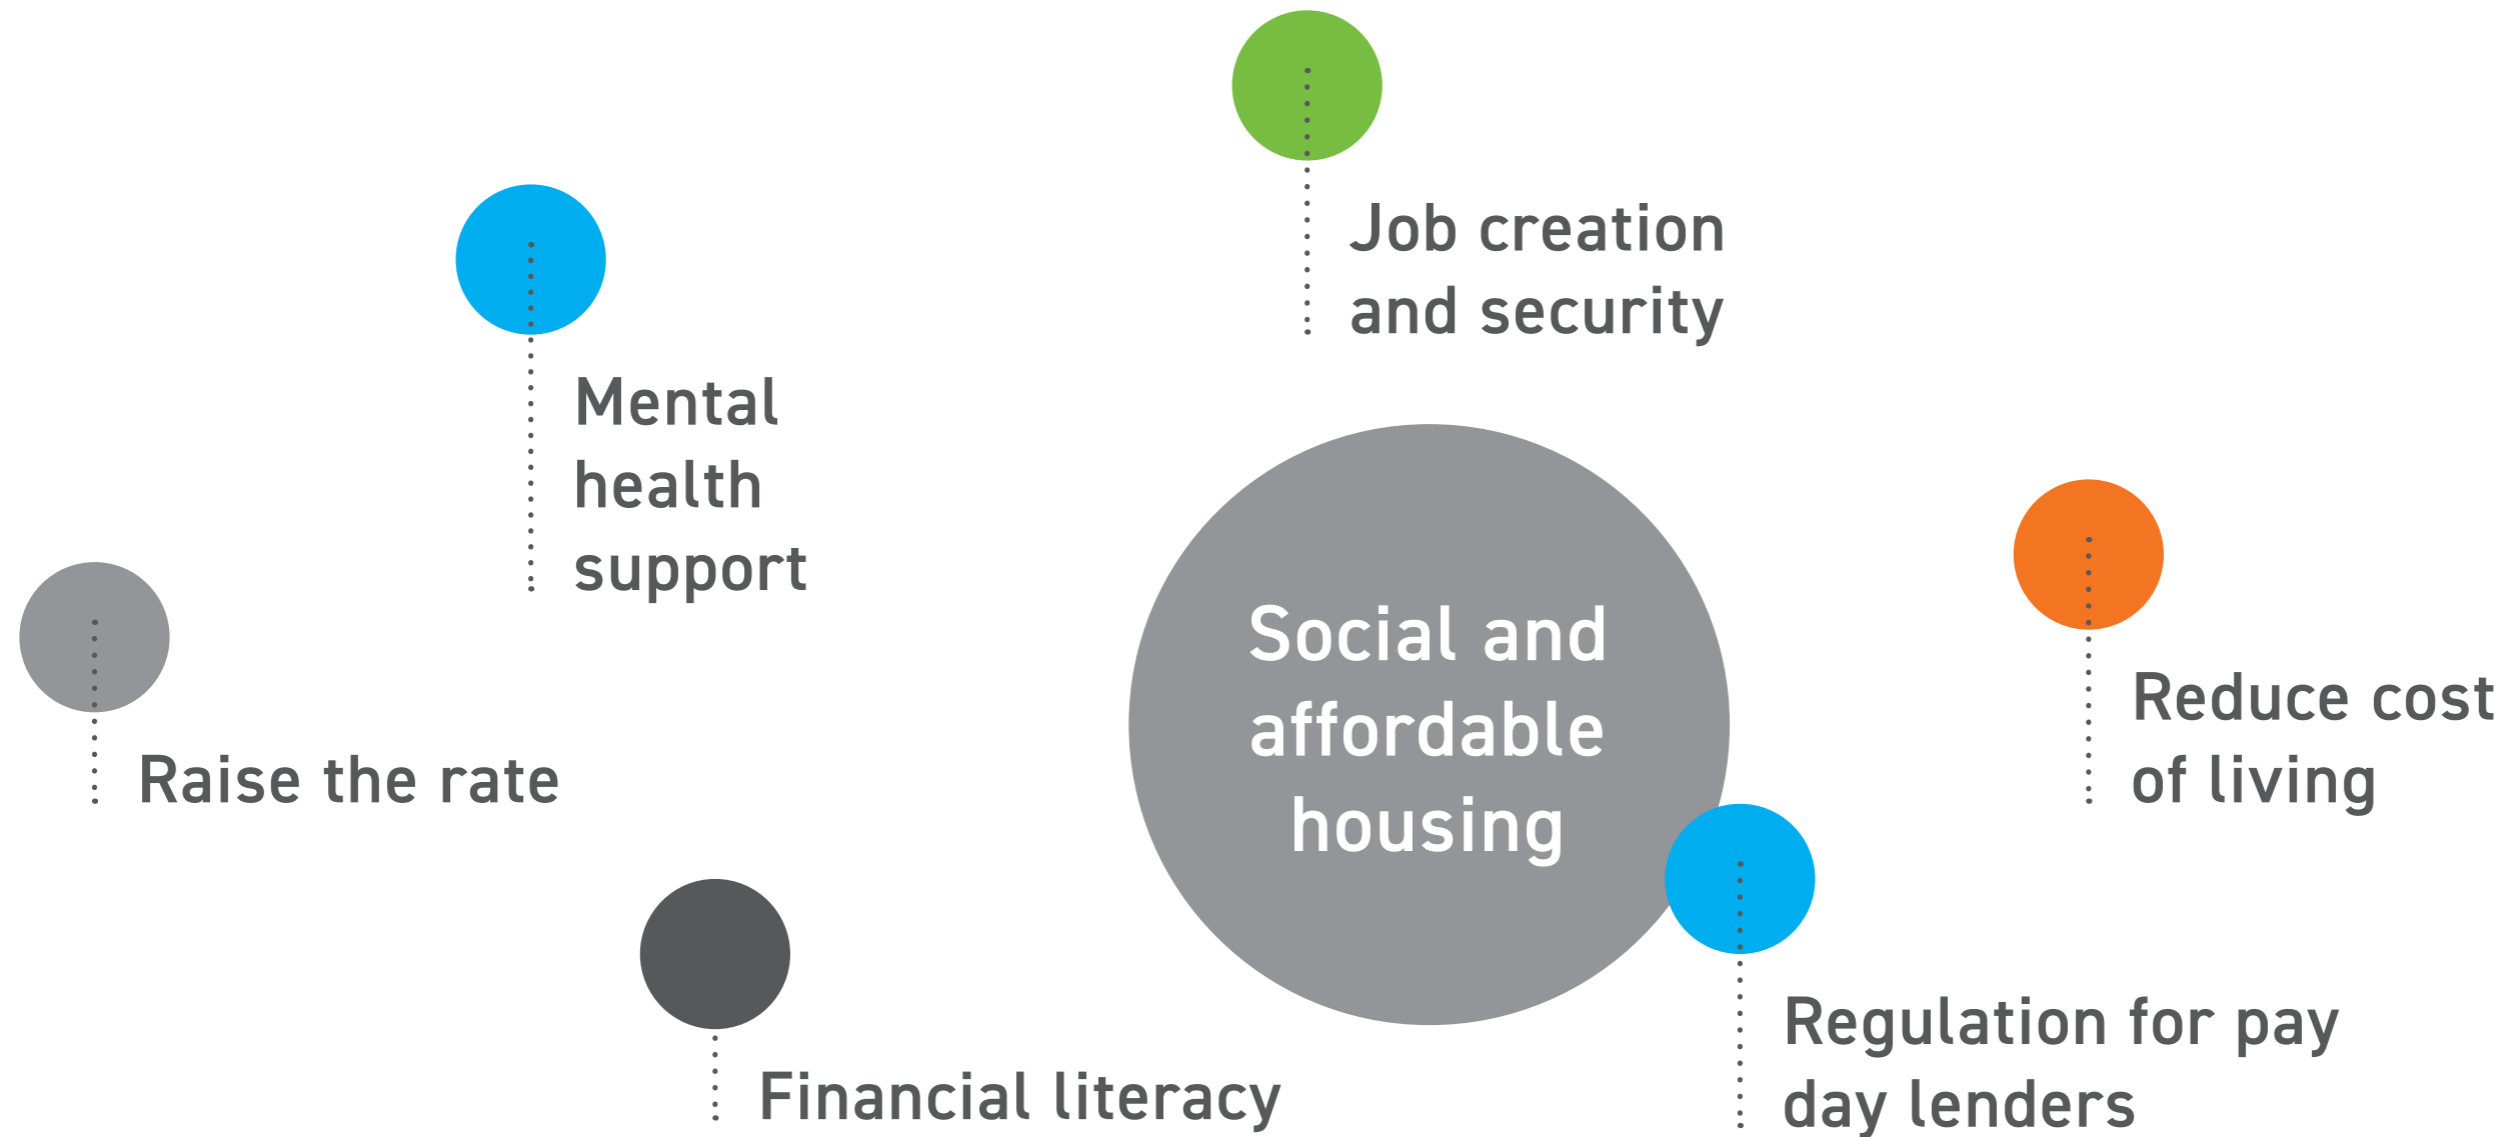 Job creation
and security
Mental
health
support
Social and
affordable
housing
Reduce cost
of living
Raise the rate
Regulation for pay
day lenders
Financial literacy